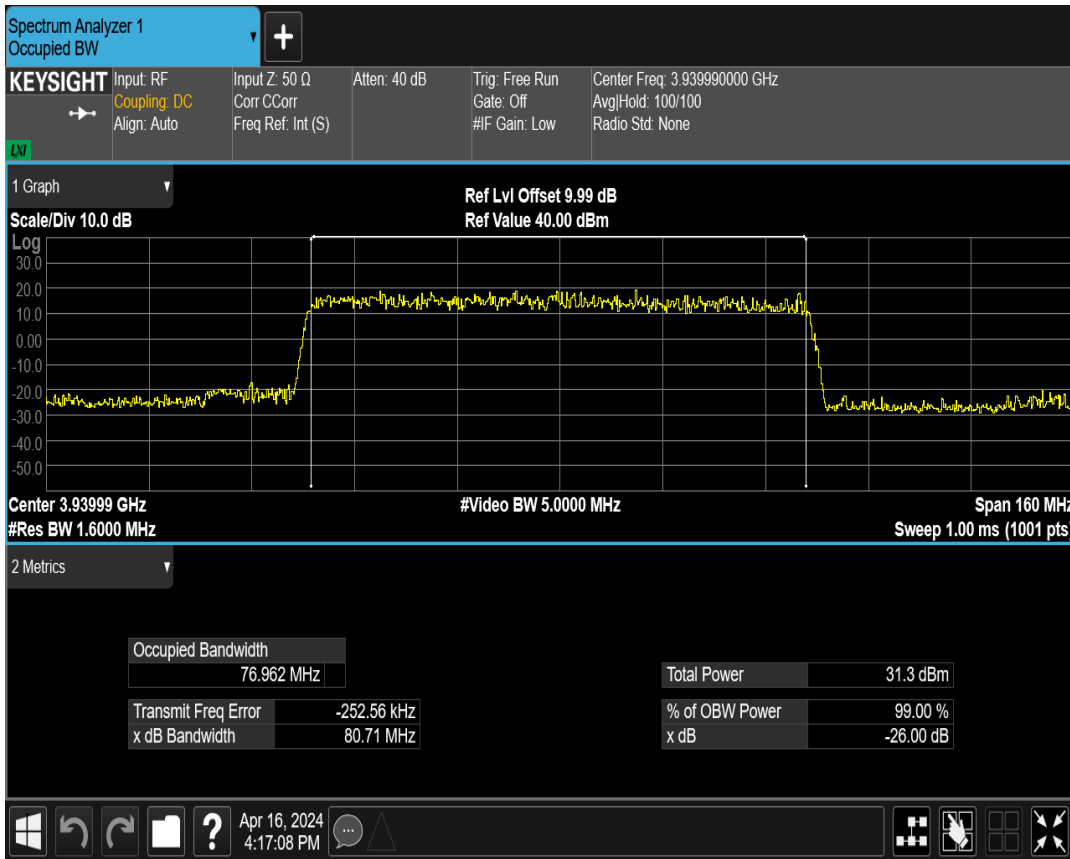 Spectrum Analyzer 1
Occupied BW
+
KEYSIGHT
LXI
Input: RF
Coupling: DC
Align: Auto
Input Z: 50 Ω
Corr CCorr
Freq Ref: Int (S)
Atten: 40 dB
Trig: Free Run
Gate: Off
#IF Gain: Low
Center Freq: 3.939990000 GHz
Avg|Hold: 100/100
Radio Std: None
1 Graph
Scale/Div 10.0 dB
Ref Lvl Offset 9.99 dB
Ref Value 40.00 dBm
Log
30.0
20.0
10.0
0.00
-10.0
-20.0
-30.0
-40.0
-50.0
Center 3.93999 GHz
#Video BW 5.0000 MHz
Span 160 MHz
#Res BW 1.6000 MHz
Sweep 1.00 ms (1001 pts)
2 Metrics
Occupied Bandwidth
76.962 MHz
Transmit Freq Error -252.56 kHz
x dB Bandwidth 80.71 MHz
Total Power 31.3 dBm
% of OBW Power 99.00 %
x dB -26.00 dB
?
Apr 16, 2024
4:17:08 PM